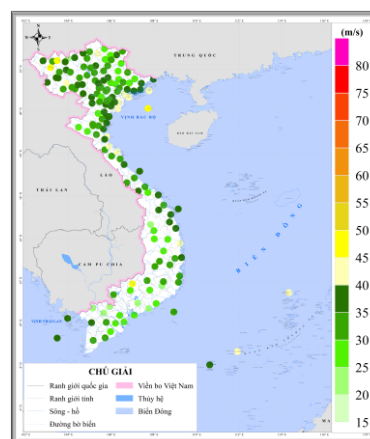 (m/s)
TRUNG QUỐC
VỊNH BẮC BỘ
ĐẢO HẢI NAM
LÀO
THÁI LAN
BIỂN ĐÔNG
CAM PU CHIA
VỊNH THÁI LAN
MA
80
75
70
65
60
55
50
45
40
35
30
25
20
15
CHÚ GIẢI
Ranh giới quốc gia
Ranh giới tỉnh
Sông - hồ
Đường bờ biển
Viền bo Việt Nam
Thủy hệ
Biển Đông